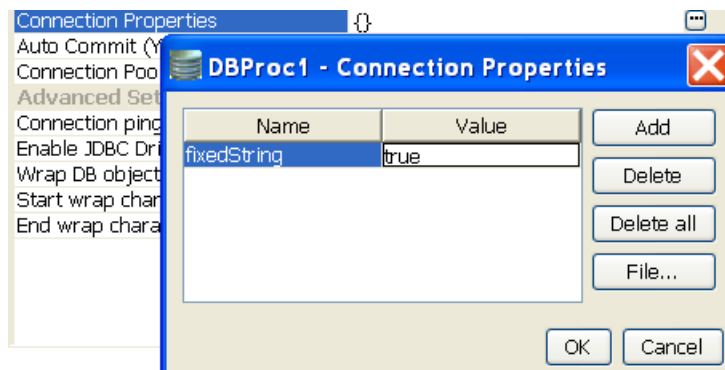 Connection Properties {}
Auto Commit (Y
Connection Poo
Advanced Set
Connection ping
Enable JDBC Dri
Wrap DB object
Start wrap char
End wrap chara
DBProc1 - Connection Properties
Name Value
fixedString true
Add
Delete
Delete all
File...
OK Cancel